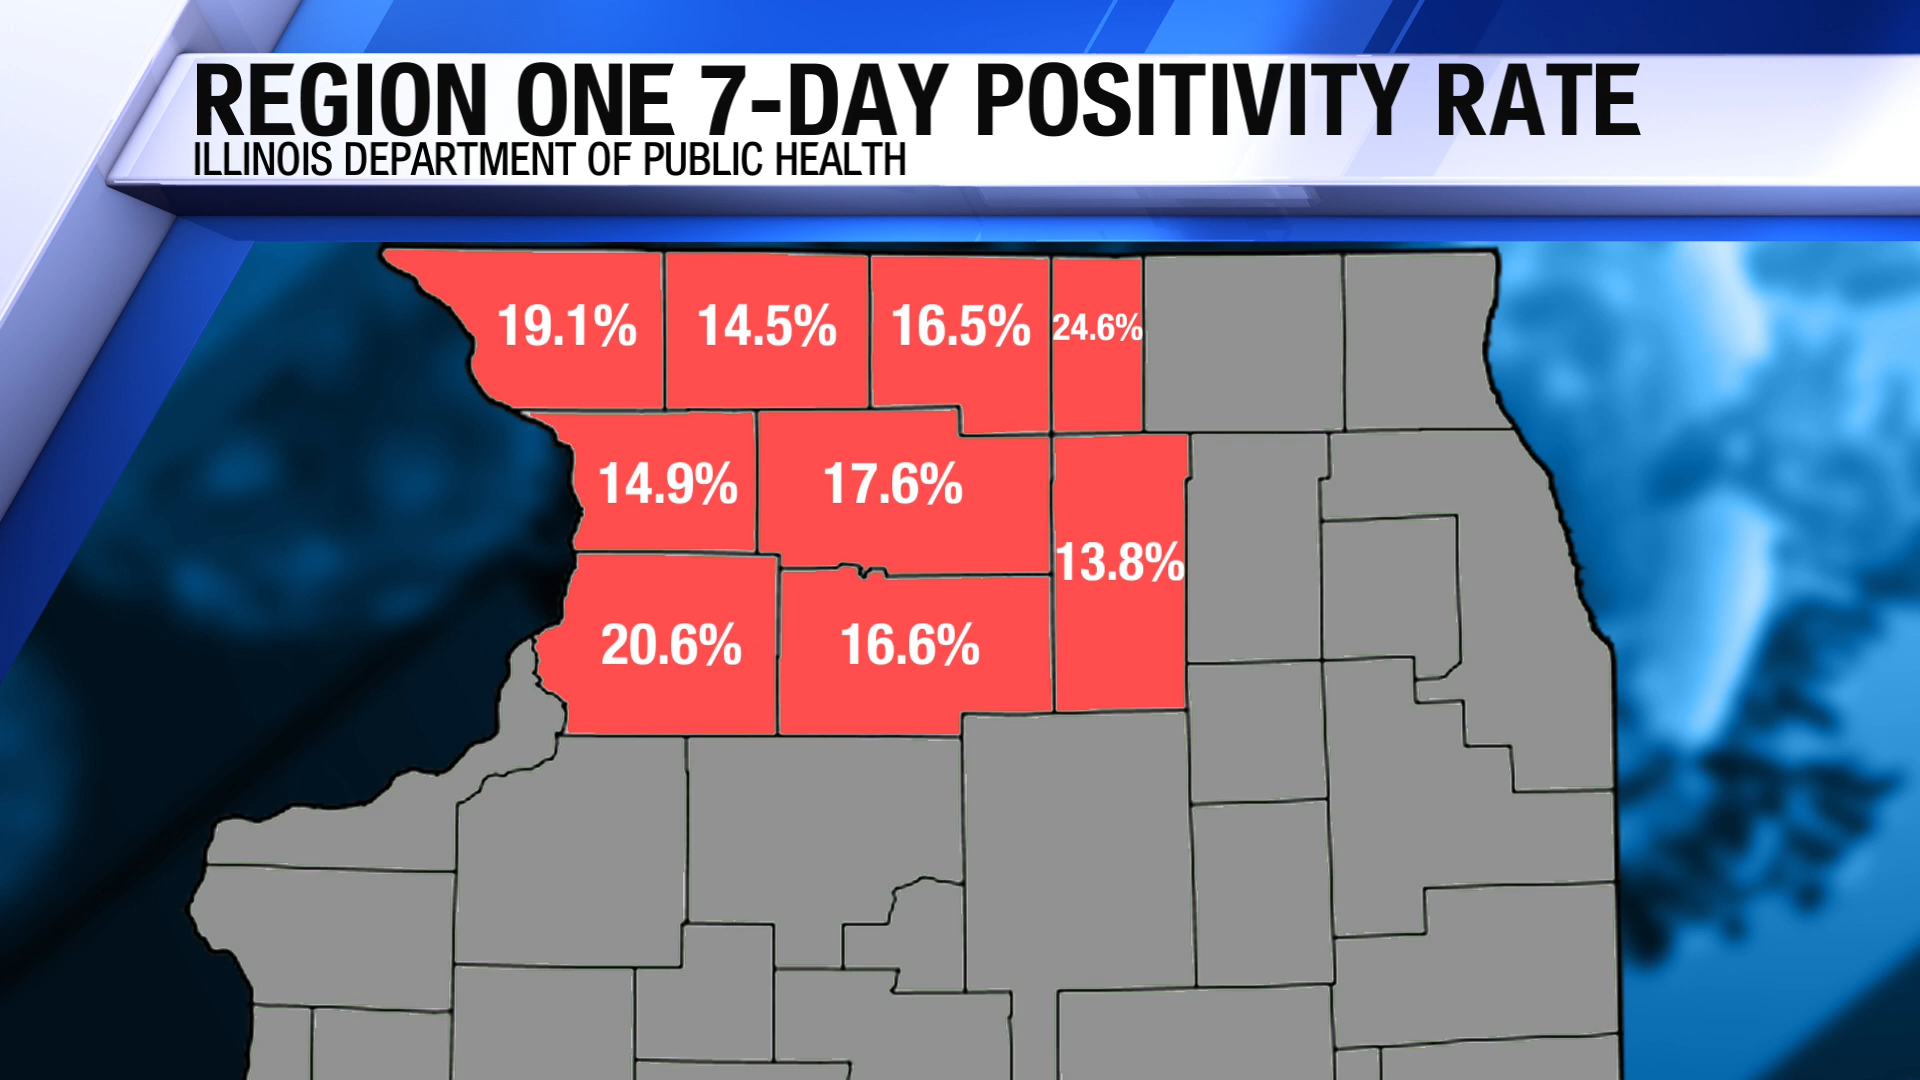 REGION ONE 7-DAY POSITIVITY RATE
ILLINOIS DEPARTMENT OF PUBLIC HEALTH
19.1% 14.5% 16.5% 24.6%
14.9% 17.6%
13.8%
20.6% 16.6%